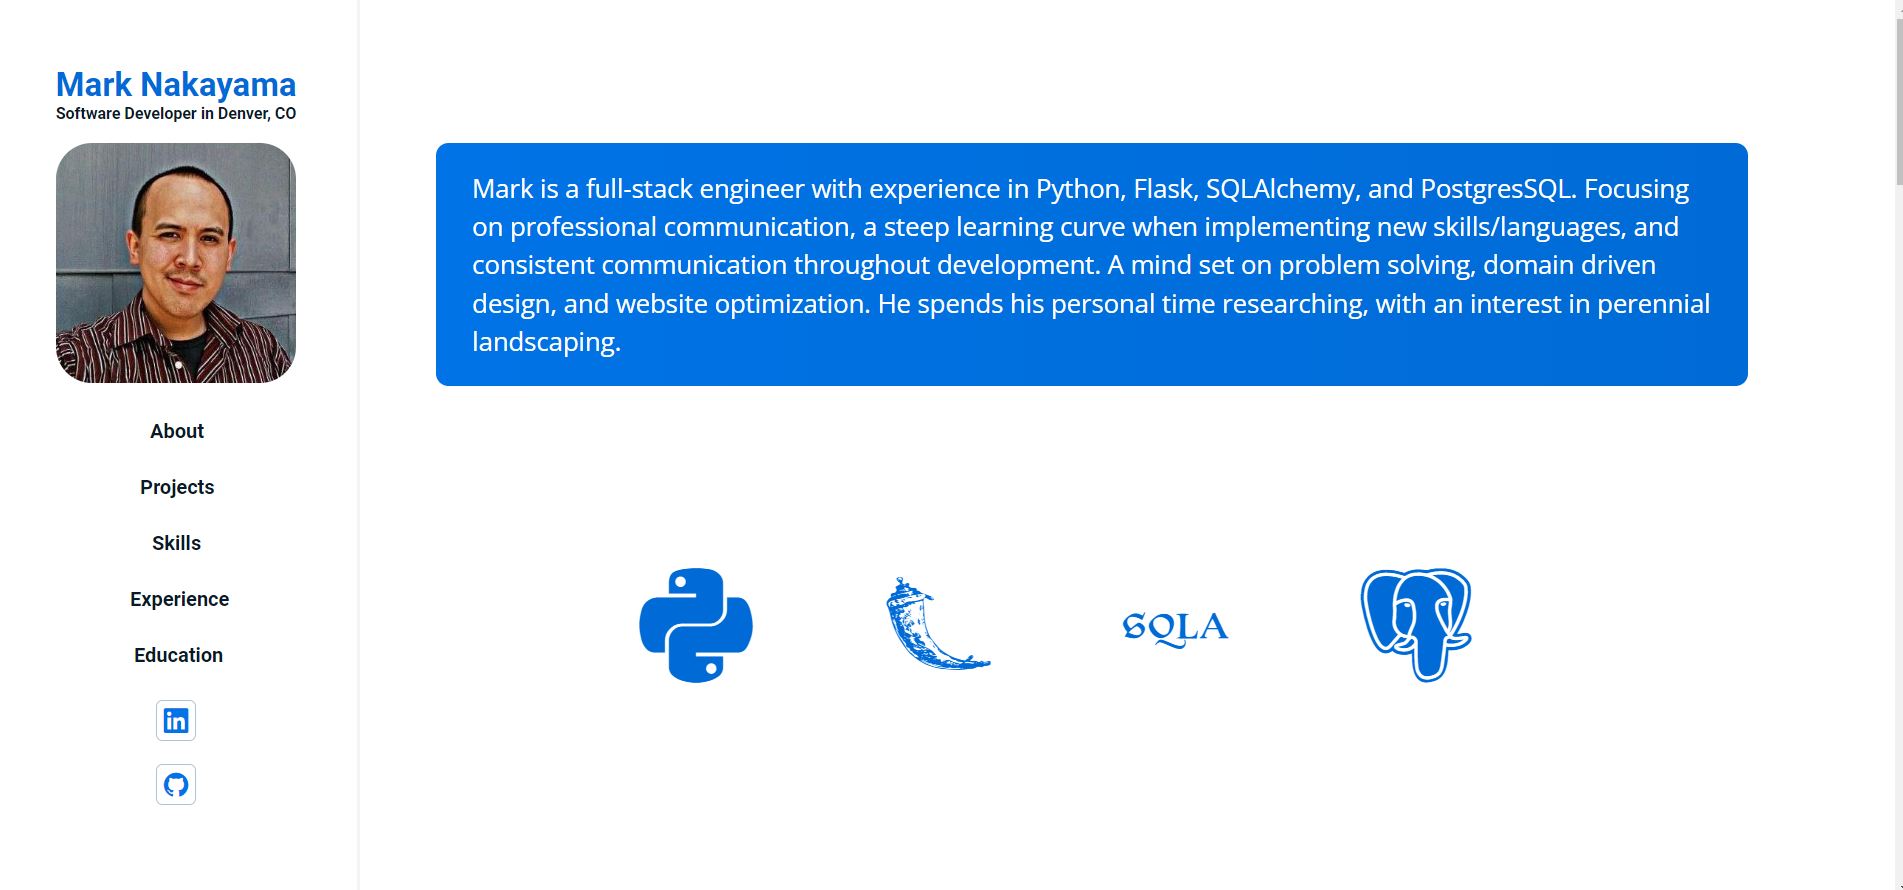 Mark Nakayama
Software Developer in Denver, CO
About
Projects
Skills
Experience
Education
in
Mark is a full-stack engineer with experience in Python, Flask, SQLAlchemy, and PostgresSQL. Focusing
on professional communication, a steep learning curve when implementing new skills/languages, and
consistent communication throughout development. A mind set on problem solving, domain driven
design, and website optimization. He spends his personal time researching, with an interest in perennial
landscaping.
SQLA